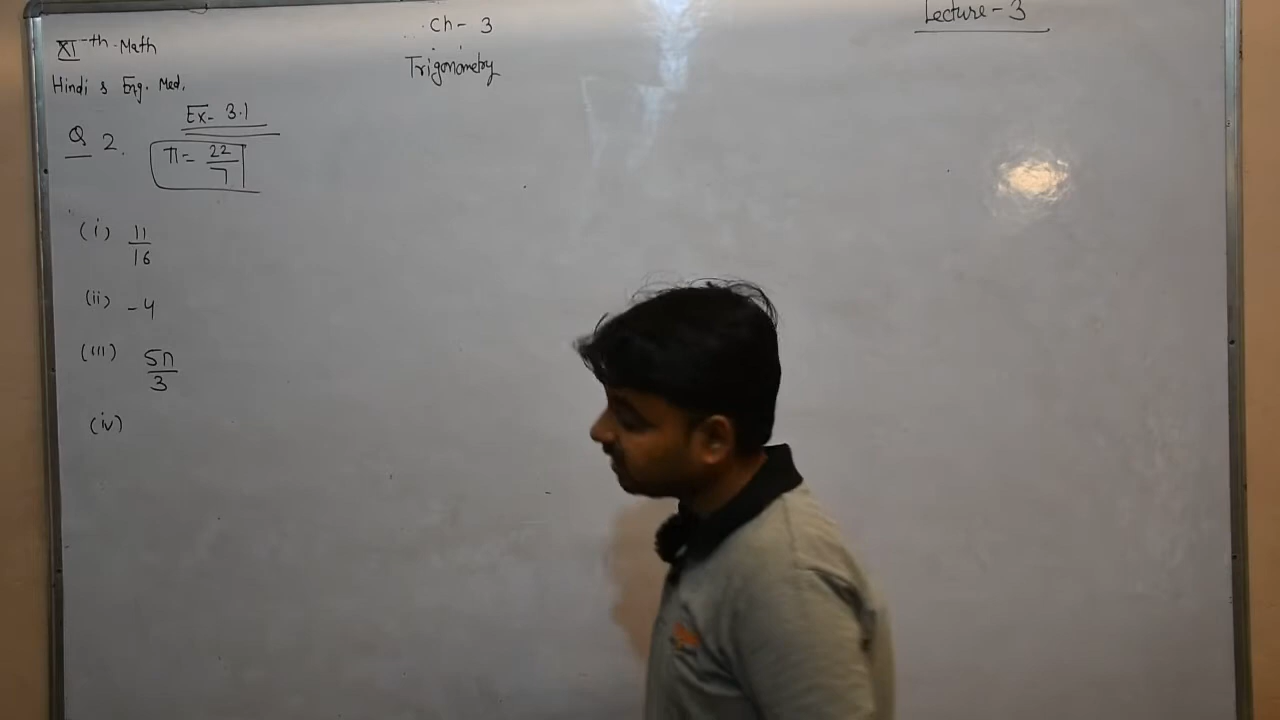 XI-th Math
Hindi & Eng. Med.
Ch- 3
Trigonometry
Lecture - 3
Ex- 3.1
Q 2.
π = 22/7
(i) 11/16
(ii) -4
(iii) 5π/3
(iv)